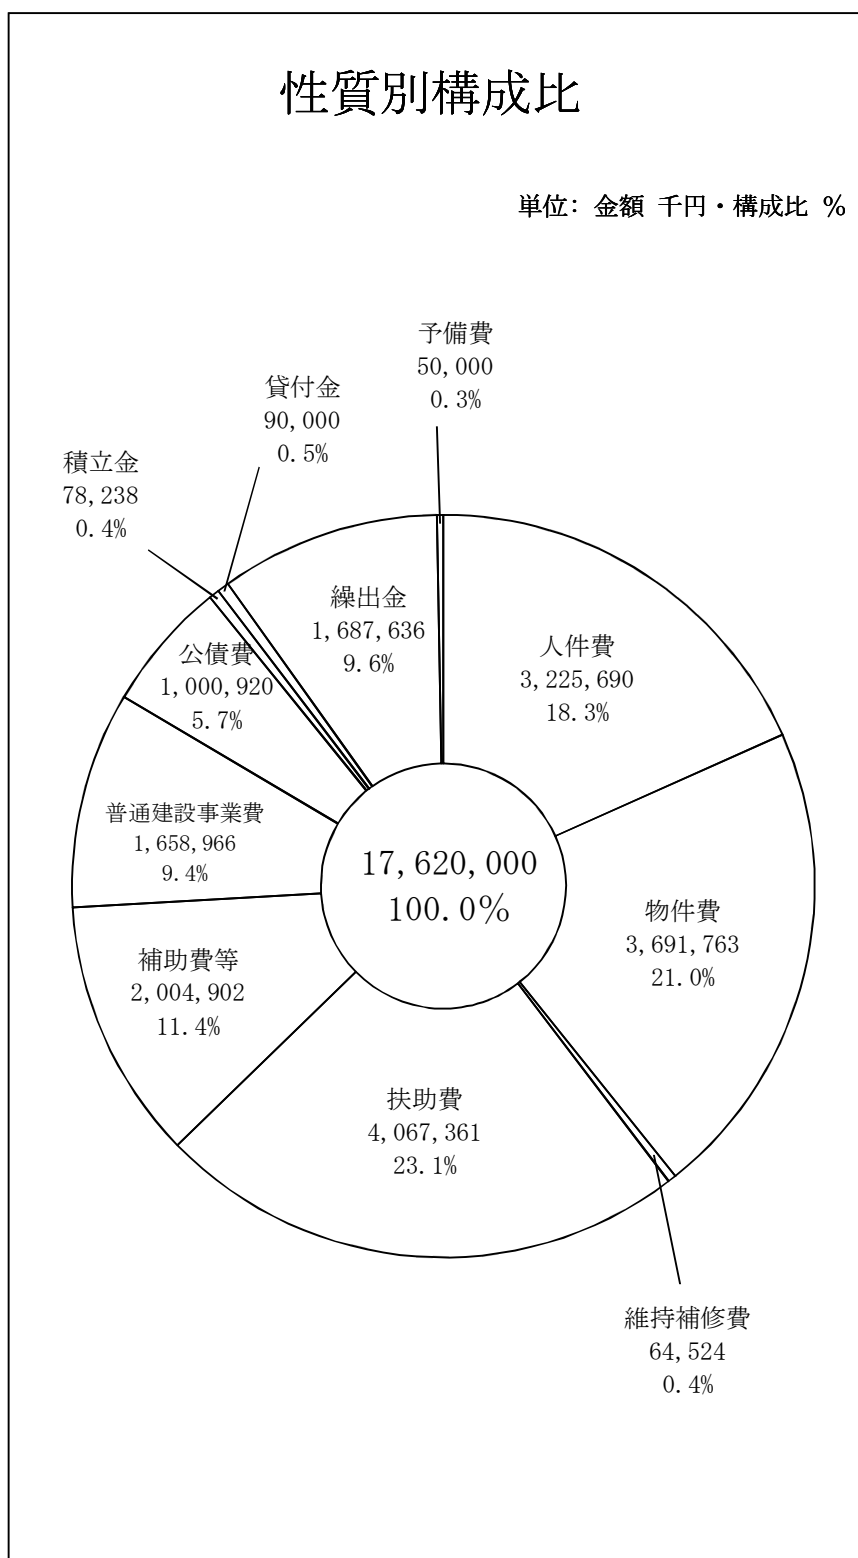 性質別構成比
単位: 金額 千円・構成比 %
予備費
50,000
0.3%
貸付金
90,000
0.5%
積立金
78,238
0.4%
繰出金
1,687,636
9.6%
人件費
3,225,690
18.3%
公債費
1,000,920
5.7%
普通建設事業費
1,658,966
9.4%
17,620,000
100.0%
物件費
3,691,763
21.0%
補助費等
2,004,902
11.4%
扶助費
4,067,361
23.1%
維持補修費
64,524
0.4%